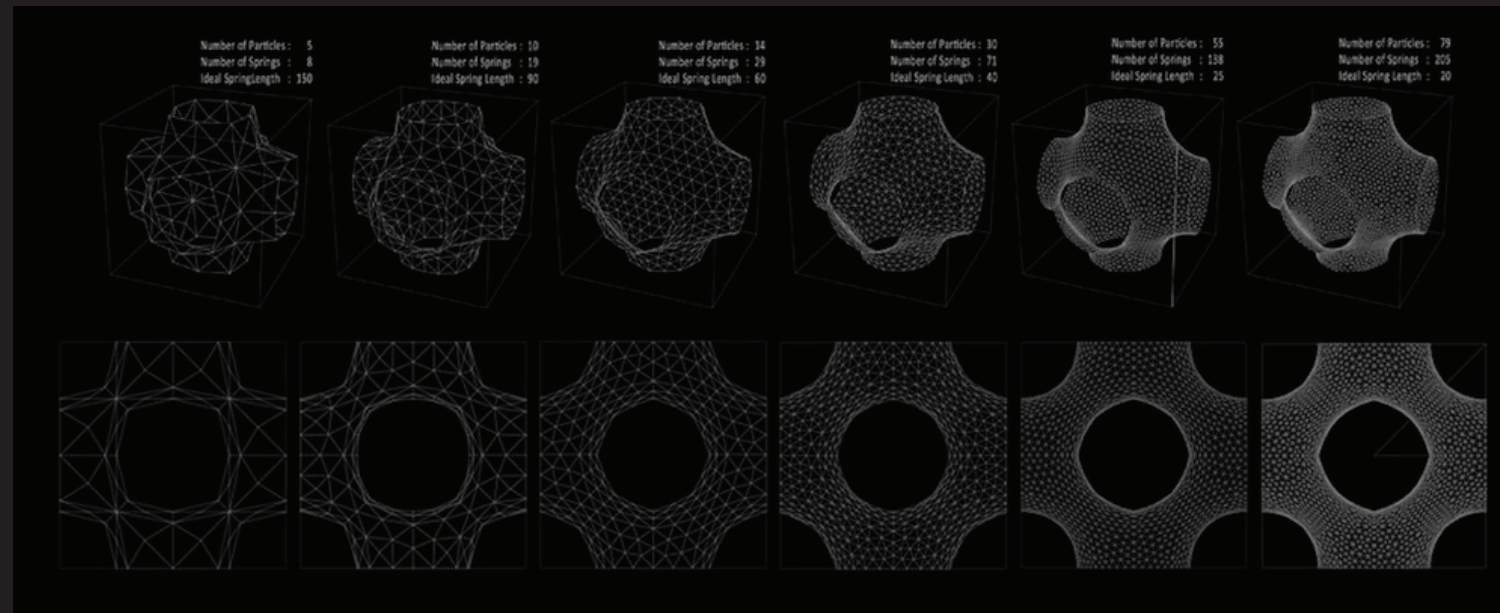 Number of Particles : 5
Number of Springs : 8
Ideal SpringLength : 150
Number of Particles : 10
Number of Springs : 19
Ideal Spring Length : 90
Number of Particles : 14
Number of Springs : 29
Ideal Spring Length : 60
Number of Particles : 30
Number of Springs : 71
Ideal Spring Length : 40
Number of Particles : 55
Number of Springs : 138
Ideal Spring Length : 25
Number of Particles : 79
Number of Springs : 205
Ideal Spring Length : 20